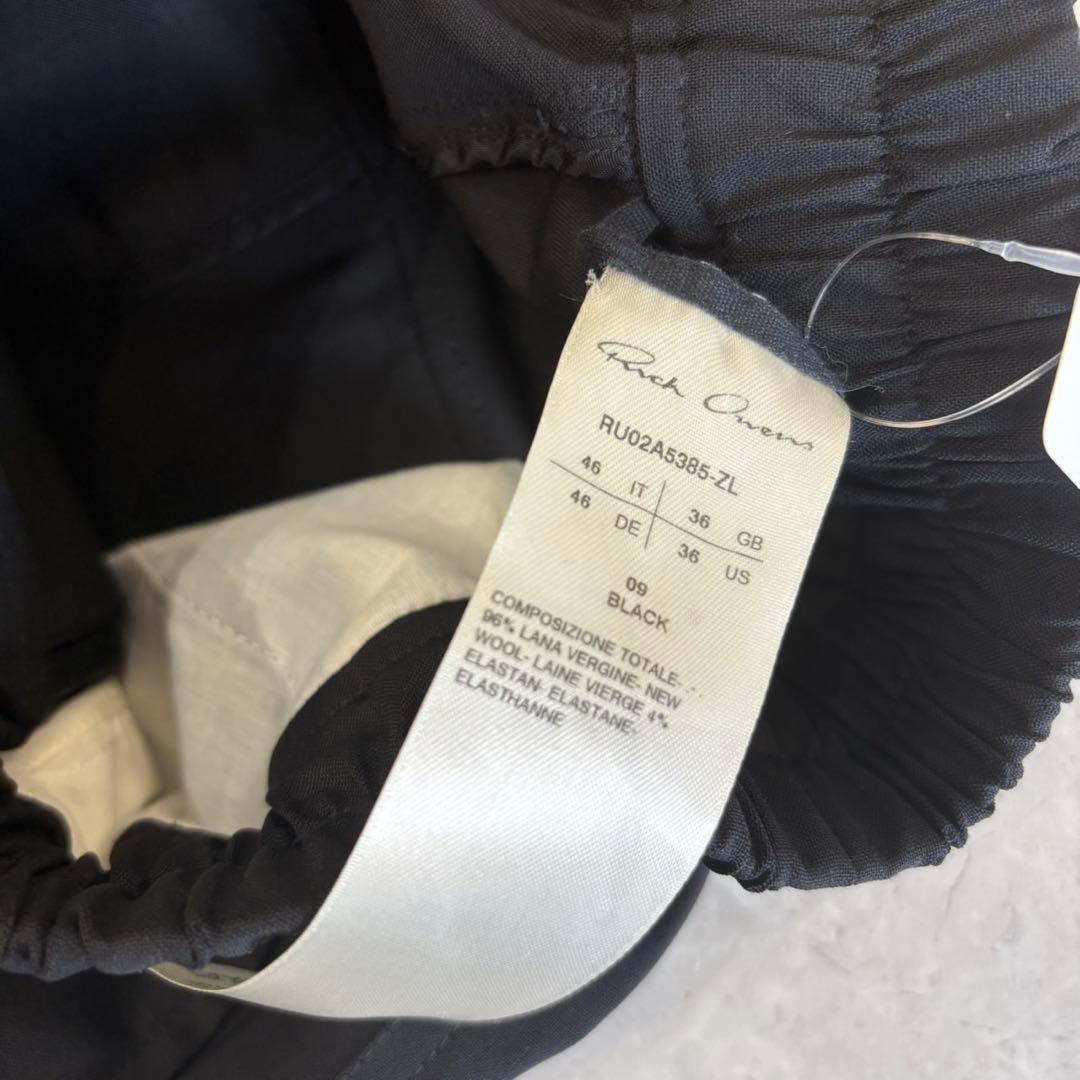 Rick Owens
RU02A5385-ZL
46 IT 36 GB
46 DE 36 US
09
BLACK
COMPOSIZIONE TOTALE-
96% LANA VERGINE- NEW
WOOL- LAINE VIERGE 4%
ELASTAN- ELASTANE-
ELASTHANNE